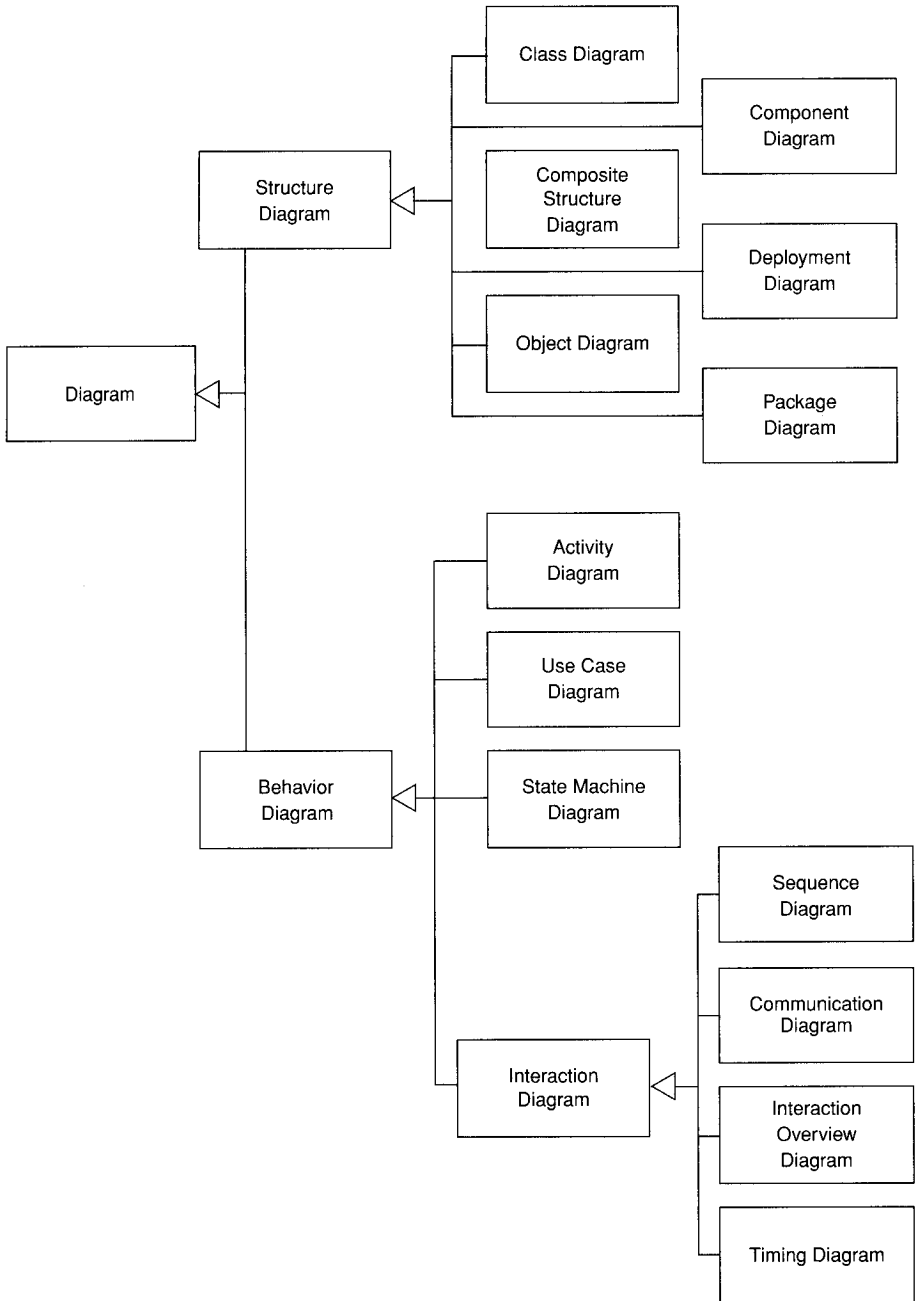 Class Diagram
Component
Diagram
Structure
Diagram
Composite
Structure
Diagram
Deployment
Diagram
Object Diagram
Diagram
Package
Diagram
Activity
Diagram
Use Case
Diagram
Behavior
Diagram
State Machine
Diagram
Sequence
Diagram
Communication
Diagram
Interaction
Diagram
Interaction
Overview
Diagram
Timing Diagram